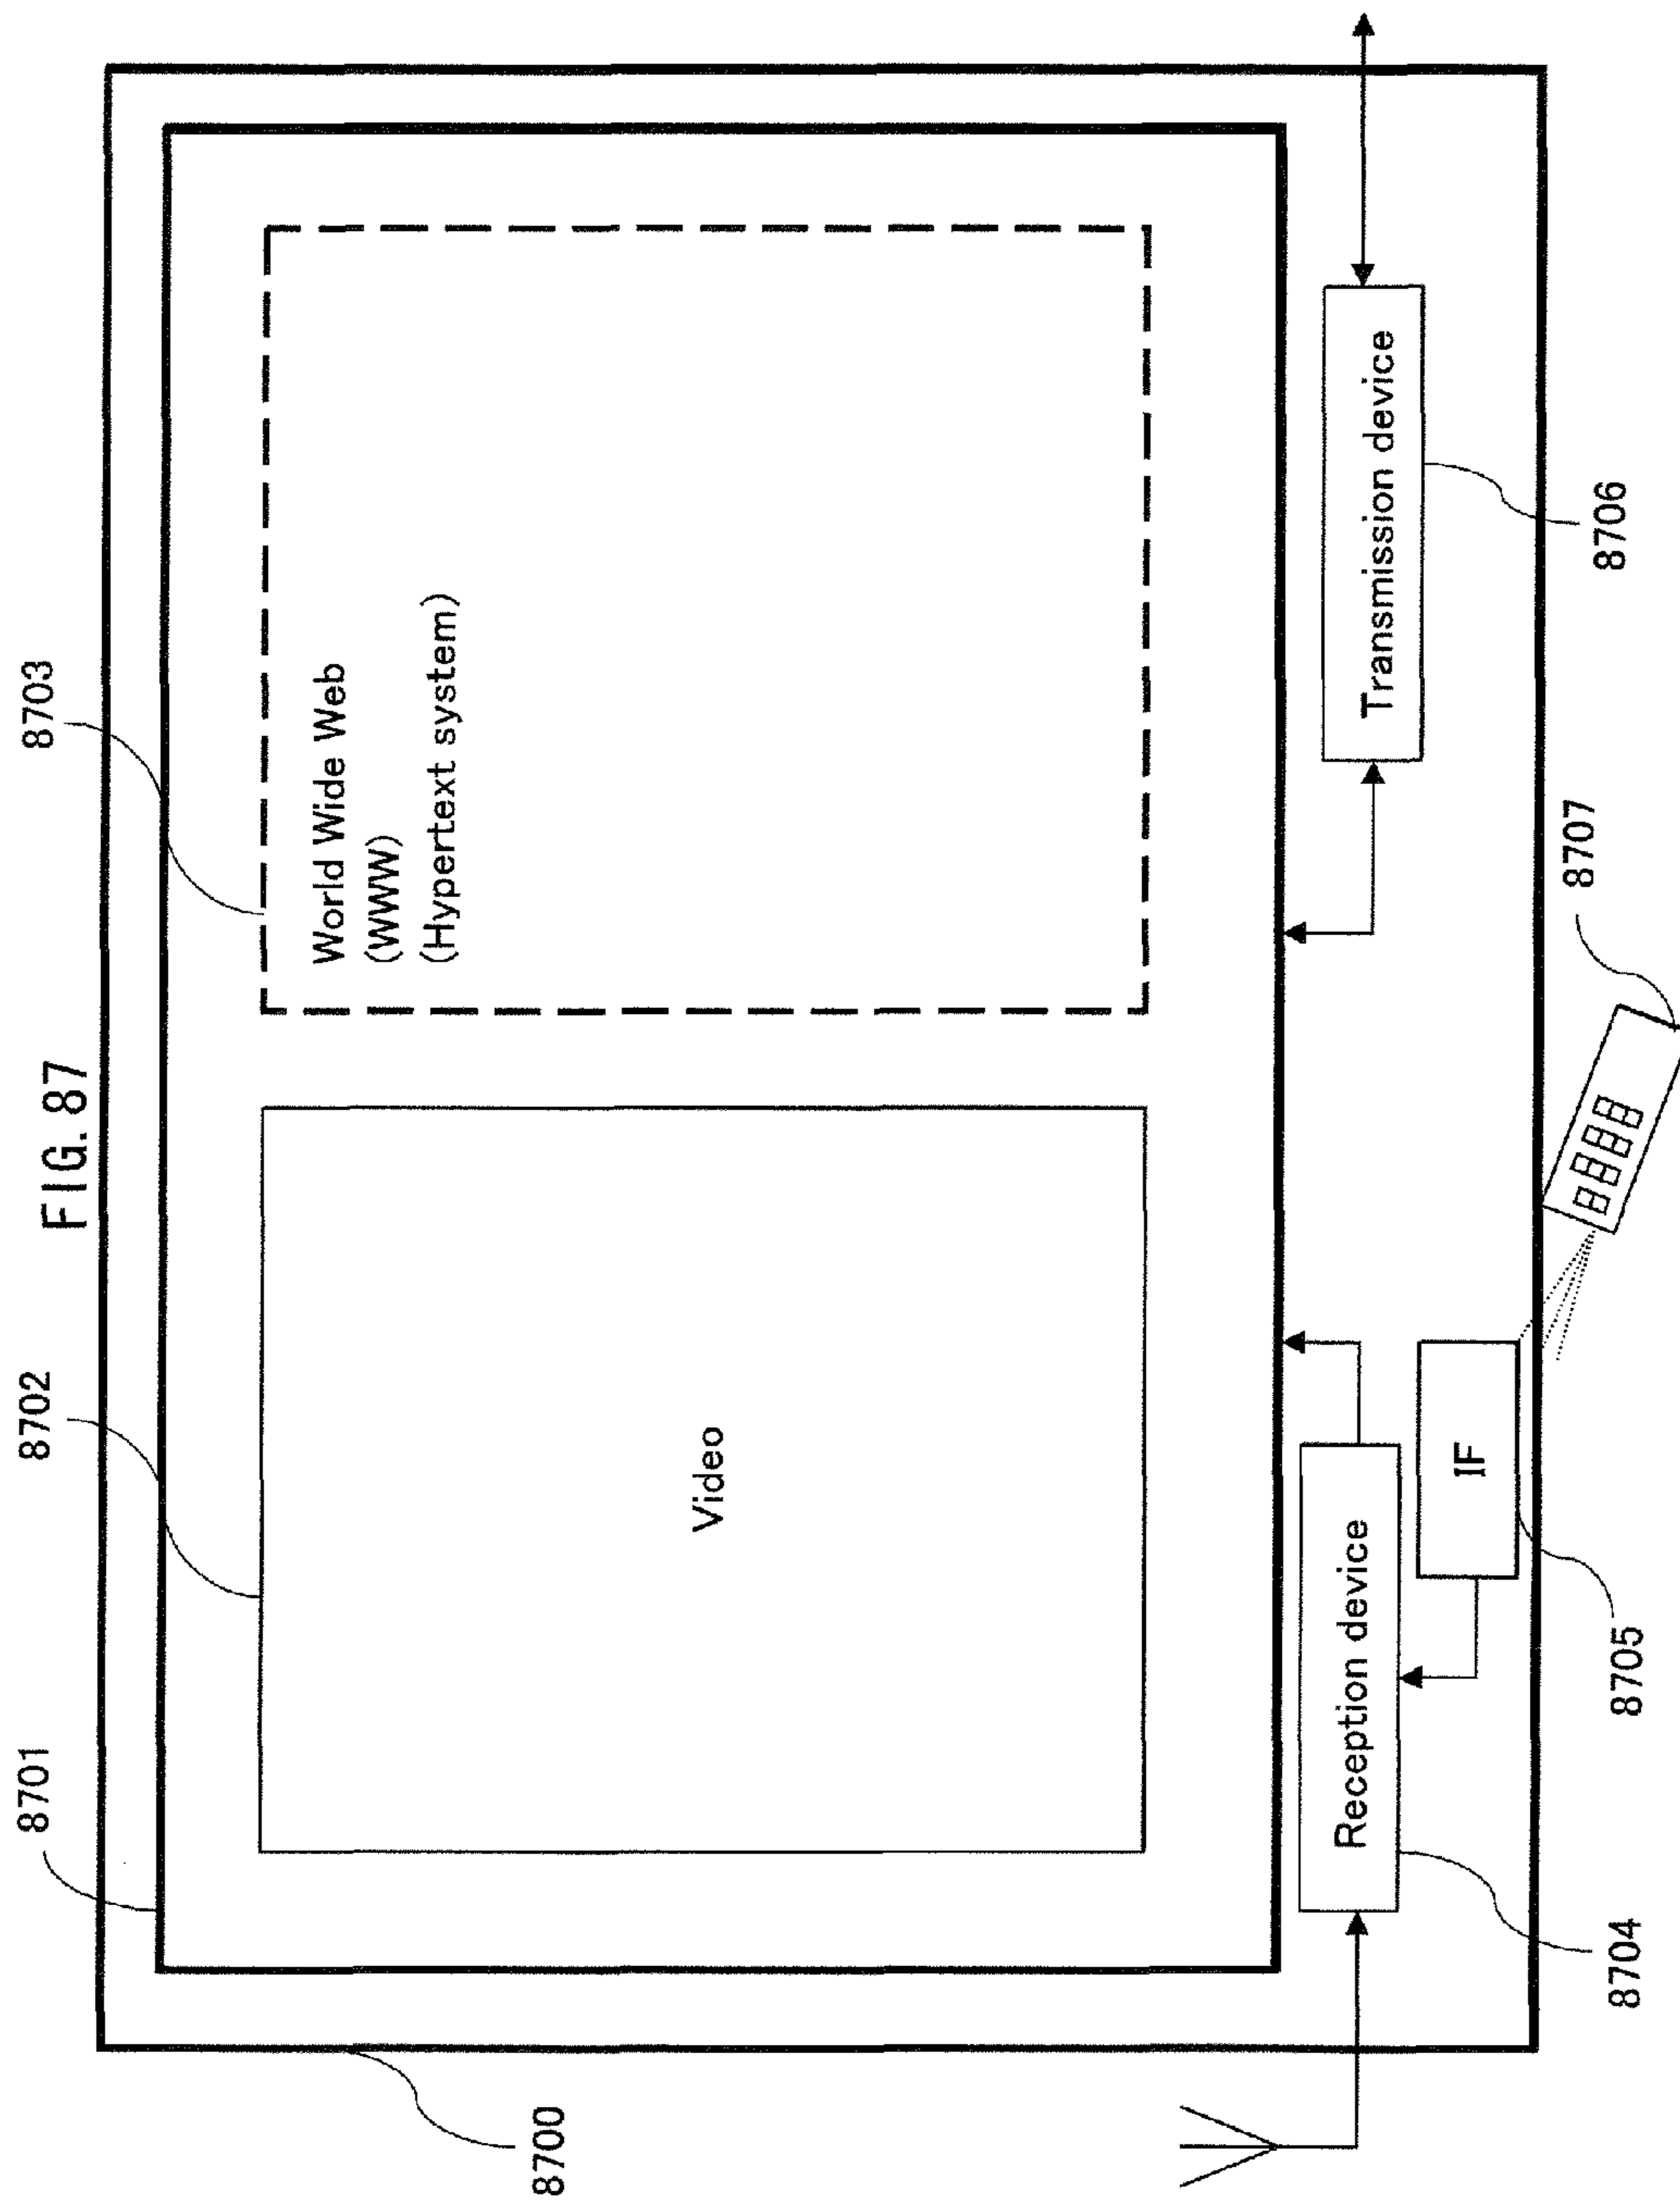 FIG. 87
8701
8702
8703
Video
World Wide Web
(WWW)
(Hypertext system)
8700
Reception device
Transmission device
IF
8704
8705
8707
8706